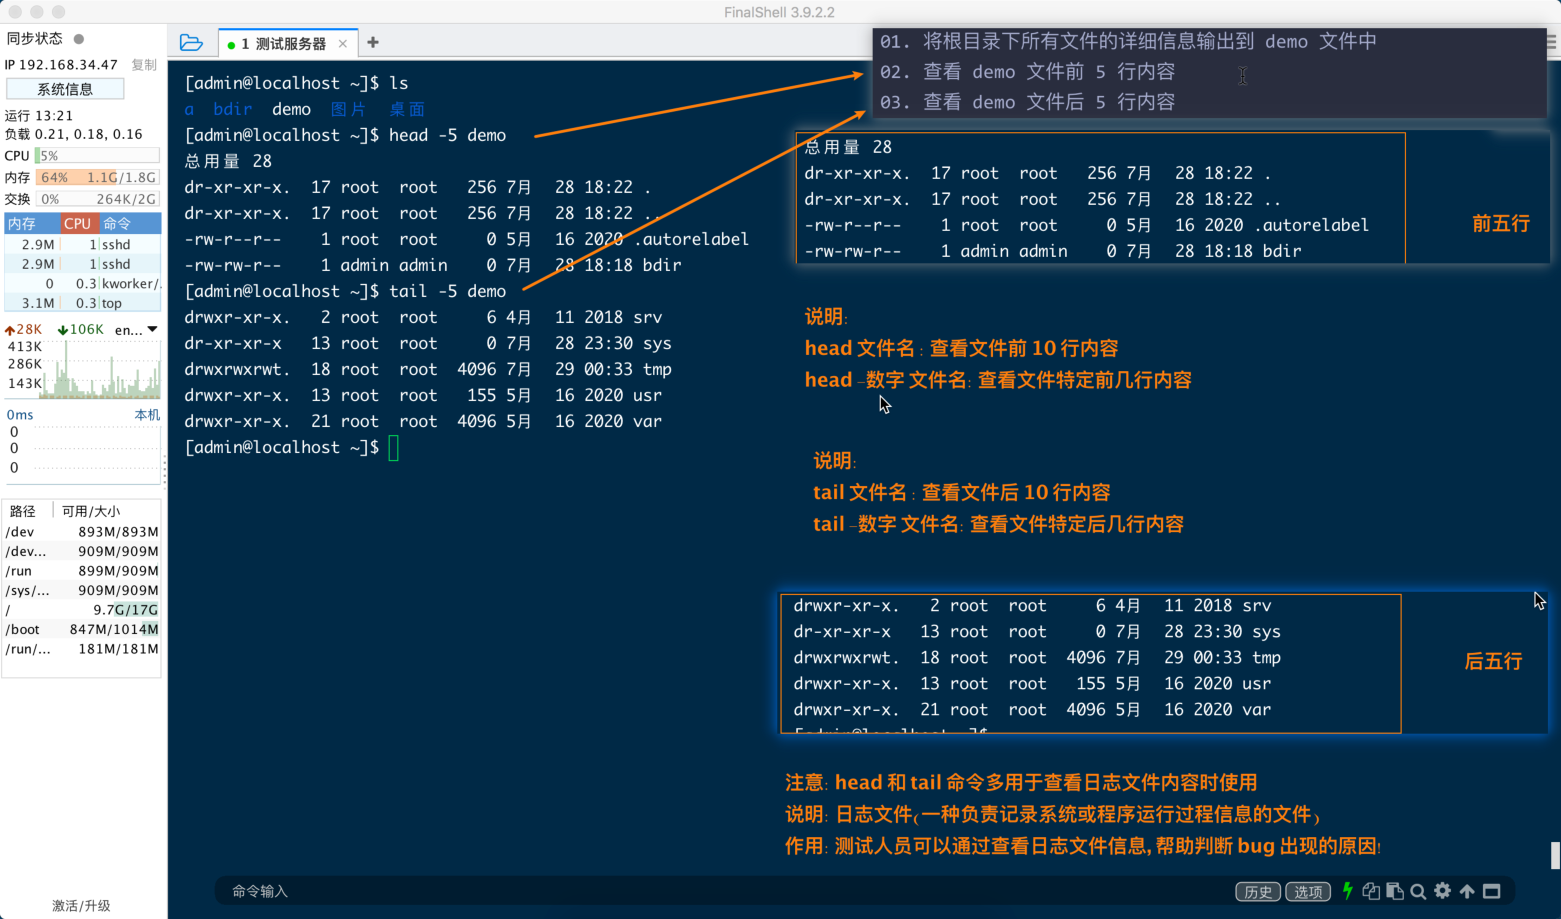 FinalShell 3.9.2.2
同步状态
IP 192.168.34.47 复制
系统信息
运行 13:21
负载 0.21, 0.18, 0.16
CPU 5%
内存 64% 1.1G/1.8G
交换 0% 264K/2G
内存 CPU 命令
2.9M 1 sshd
2.9M 1 sshd
0 0.3 kworker/.
3.1M 0.3 top
28K 106K en...
413K
286K
143K
0ms 本机
0
0
0
路径 可用/大小
/dev 893M/893M
/dev... 909M/909M
/run 899M/909M
/sys/... 909M/909M
/ 9.7G/17G
/boot 847M/1014M
/run/... 181M/181M
激活/升级
1 测试服务器 × +
[admin@localhost ~]$ ls
a bdir demo 图片 桌面
[admin@localhost ~]$ head -5 demo
总用量 28
dr-xr-xr-x. 17 root root 256 7月 28 18:22 .
dr-xr-xr-x. 17 root root 256 7月 28 18:22 ..
-rw-r--r-- 1 root root 0 5月 16 2020 .autorelabel
-rw-rw-r-- 1 admin admin 0 7月 28 18:18 bdir
[admin@localhost ~]$ tail -5 demo
drwxr-xr-x. 2 root root 6 4月 11 2018 srv
dr-xr-xr-x 13 root root 0 7月 28 23:30 sys
drwxrwxrwt. 18 root root 4096 7月 29 00:33 tmp
drwxr-xr-x. 13 root root 155 5月 16 2020 usr
drwxr-xr-x. 21 root root 4096 5月 16 2020 var
[admin@localhost ~]$
01. 将根目录下所有文件的详细信息输出到 demo 文件中
02. 查看 demo 文件前 5 行内容
03. 查看 demo 文件后 5 行内容
总用量 28
dr-xr-xr-x. 17 root root 256 7月 28 18:22 .
dr-xr-xr-x. 17 root root 256 7月 28 18:22 ..
-rw-r--r-- 1 root root 0 5月 16 2020 .autorelabel
-rw-rw-r-- 1 admin admin 0 7月 28 18:18 bdir
前五行
说明:
head 文件名 : 查看文件前 10 行内容
head -数字 文件名: 查看文件特定前几行内容
说明:
tail 文件名 : 查看文件后 10 行内容
tail -数字 文件名: 查看文件特定后几行内容
drwxr-xr-x. 2 root root 6 4月 11 2018 srv
dr-xr-xr-x 13 root root 0 7月 28 23:30 sys
drwxrwxrwt. 18 root root 4096 7月 29 00:33 tmp
drwxr-xr-x. 13 root root 155 5月 16 2020 usr
drwxr-xr-x. 21 root root 4096 5月 16 2020 var
后五行
注意: head 和 tail 命令多用于查看日志文件内容时使用
说明: 日志文件(一种负责记录系统或程序运行过程信息的文件)
作用: 测试人员可以通过查看日志文件信息, 帮助判断 bug 出现的原因!
命令输入
历史 选项